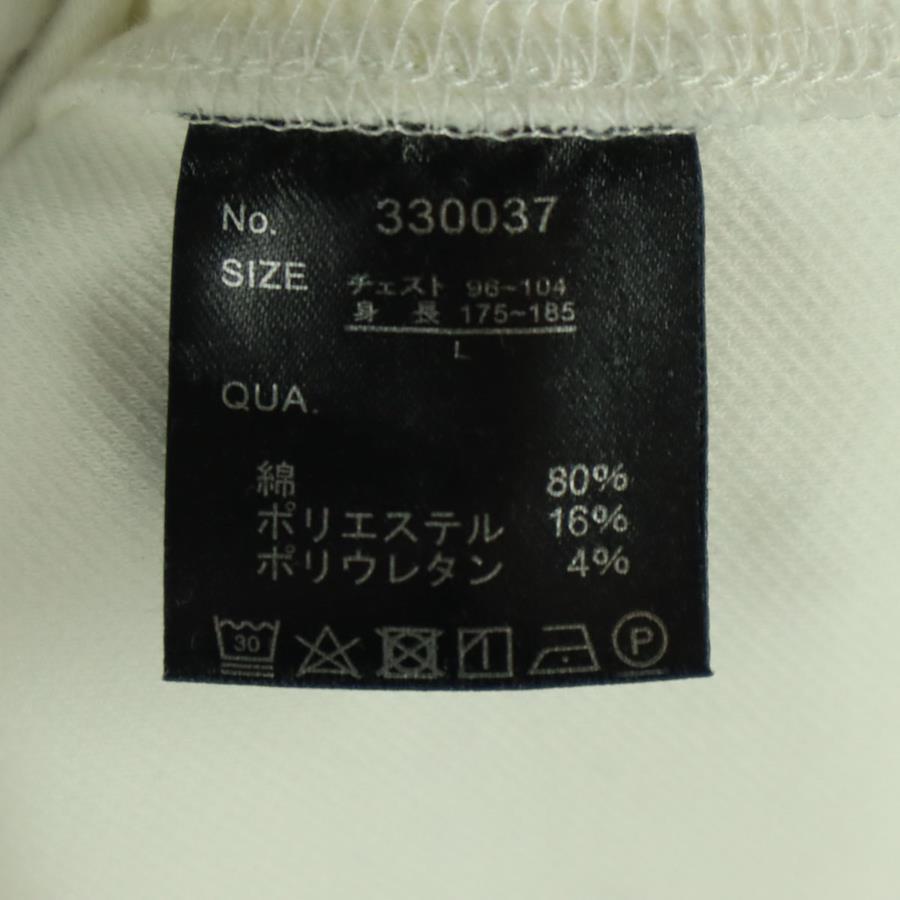 No. 330037
SIZE チェスト 96~104
身長 175~185
L
QUA.
綿 80%
ポリエステル 16%
ポリウレタン 4%
30 P